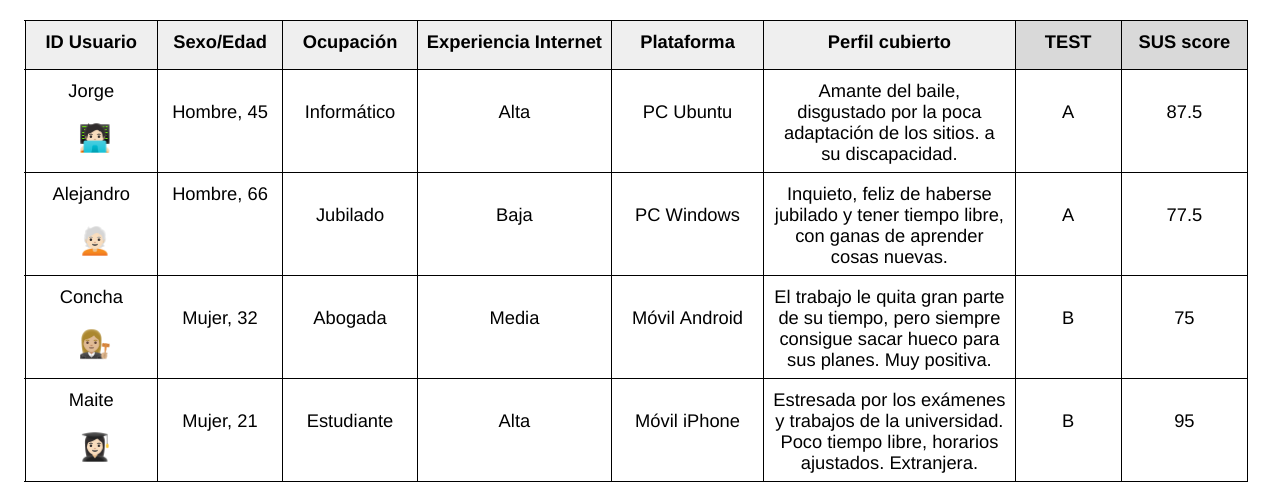 ID Usuario Sexo/Edad Ocupación Experiencia Internet Plataforma Perfil cubierto TEST SUS score
Jorge
Hombre, 45 Informático Alta PC Ubuntu
Amante del baile,
disgustado por la poca
adaptación de los sitios. a
su discapacidad.
A 87.5
Alejandro
Hombre, 66
Jubilado Baja PC Windows
Inquieto, feliz de haberse
jubilado y tener tiempo libre,
con ganas de aprender
cosas nuevas.
A 77.5
Concha
Mujer, 32 Abogada Media Móvil Android
El trabajo le quita gran parte
de su tiempo, pero siempre
consigue sacar hueco para
sus planes. Muy positiva.
B 75
Maite
Mujer, 21 Estudiante Alta Móvil iPhone
Estresada por los exámenes
y trabajos de la universidad.
Poco tiempo libre, horarios
ajustados. Extranjera.
B 95